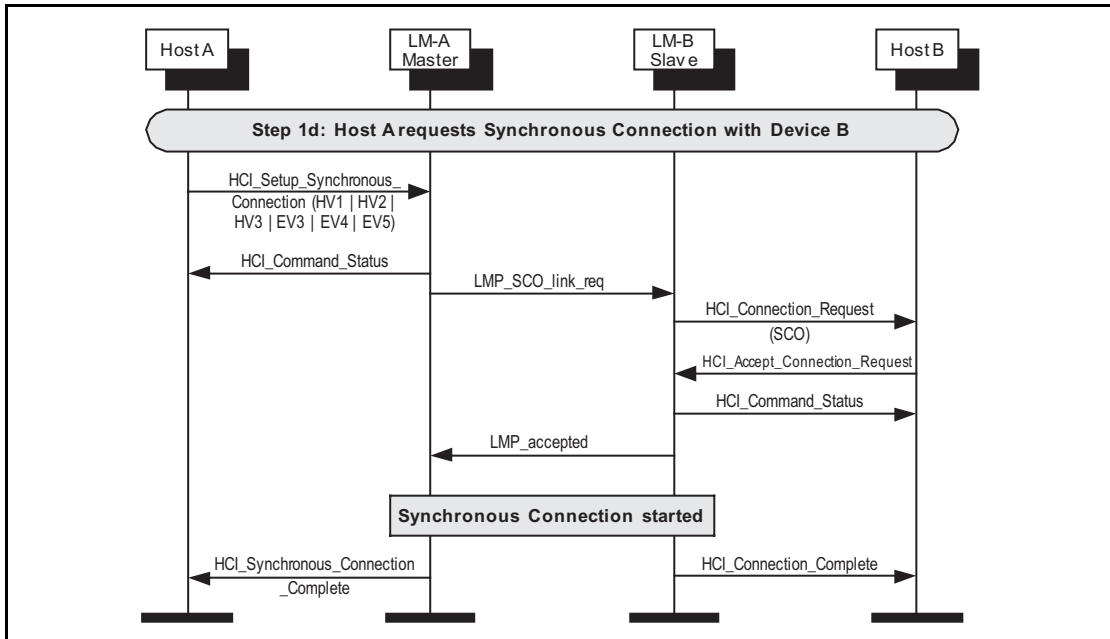 Host A
LM-A
Master
LM-B
Slave
Host B
Step 1d: Host A requests Synchronous Connection with Device B
HCI_Setup_Synchronous_
Connection (HV1 | HV2 |
HV3 | EV3 | EV4 | EV5)
HCI_Command_Status
LMP_SCO_link_req
HCI_Connection_Request
(SCO)
HCI_Accept_Connection_Request
HCI_Command_Status
LMP_accepted
Synchronous Connection started
HCI_Synchronous_Connection
_Complete
HCI_Connection_Complete